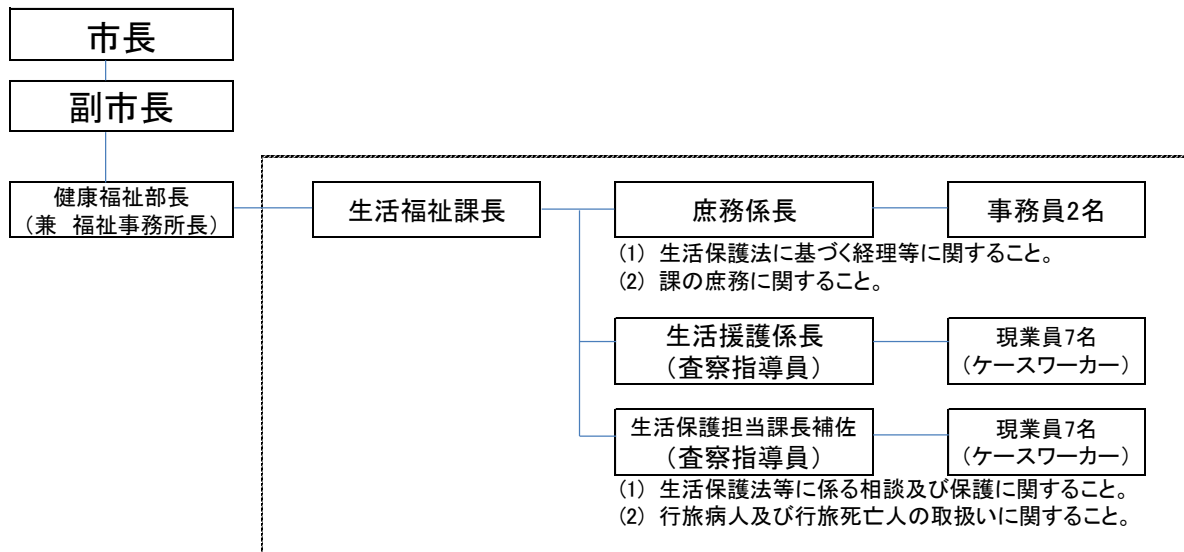 市長
副市長
健康福祉部長
（兼　福祉事務所長）
生活福祉課長
庶務係長
事務員2名
(1) 生活保護法に基づく経理等に関すること。
(2) 課の庶務に関すること。
生活援護係長
（査察指導員）
現業員7名
（ケースワーカー）
生活保護担当課長補佐
（査察指導員）
現業員7名
（ケースワーカー）
(1) 生活保護法等に係る相談及び保護に関すること。
(2) 行旅病人及び行旅死亡人の取扱いに関すること。